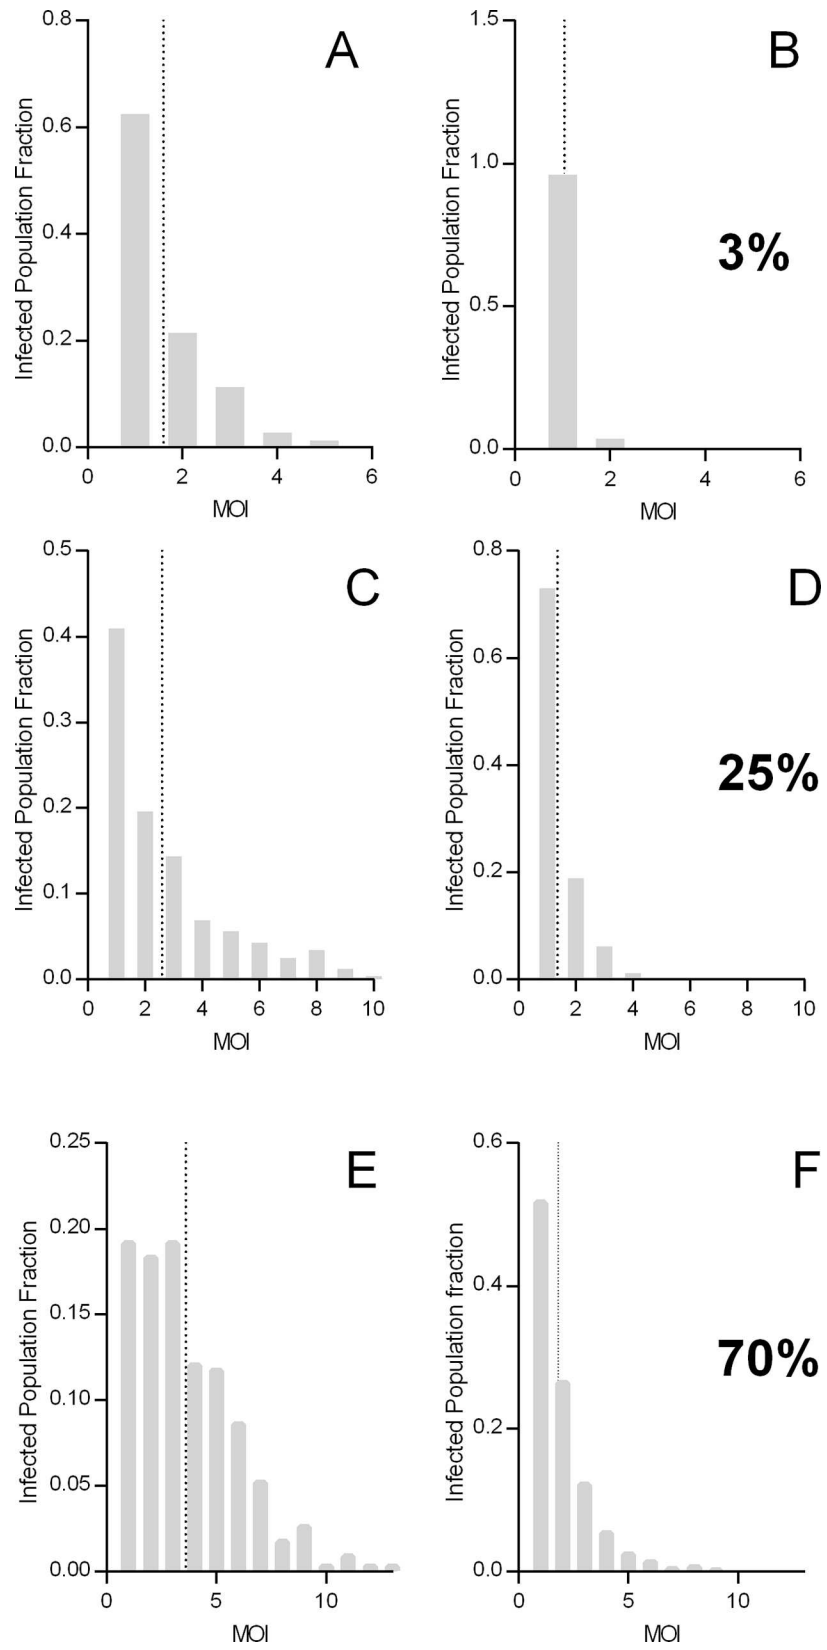 A
Infected Population Fraction
0.8
0.6
0.4
0.2
0.0
0 2 4 6
MOI
B
Infected Population Fraction
1.5
1.0
0.5
0.0
0 2 4 6
MOI
3%
C
Infected Population Fraction
0.5
0.4
0.3
0.2
0.1
0.0
0 2 4 6 8 10
MOI
D
Infected Population Fraction
0.8
0.6
0.4
0.2
0.0
0 2 4 6 8 10
MOI
25%
E
Infected Population Fraction
0.25
0.20
0.15
0.10
0.05
0.00
0 5 10
MOI
F
Infected Population fraction
0.6
0.4
0.2
0.0
0 5 10
MOI
70%